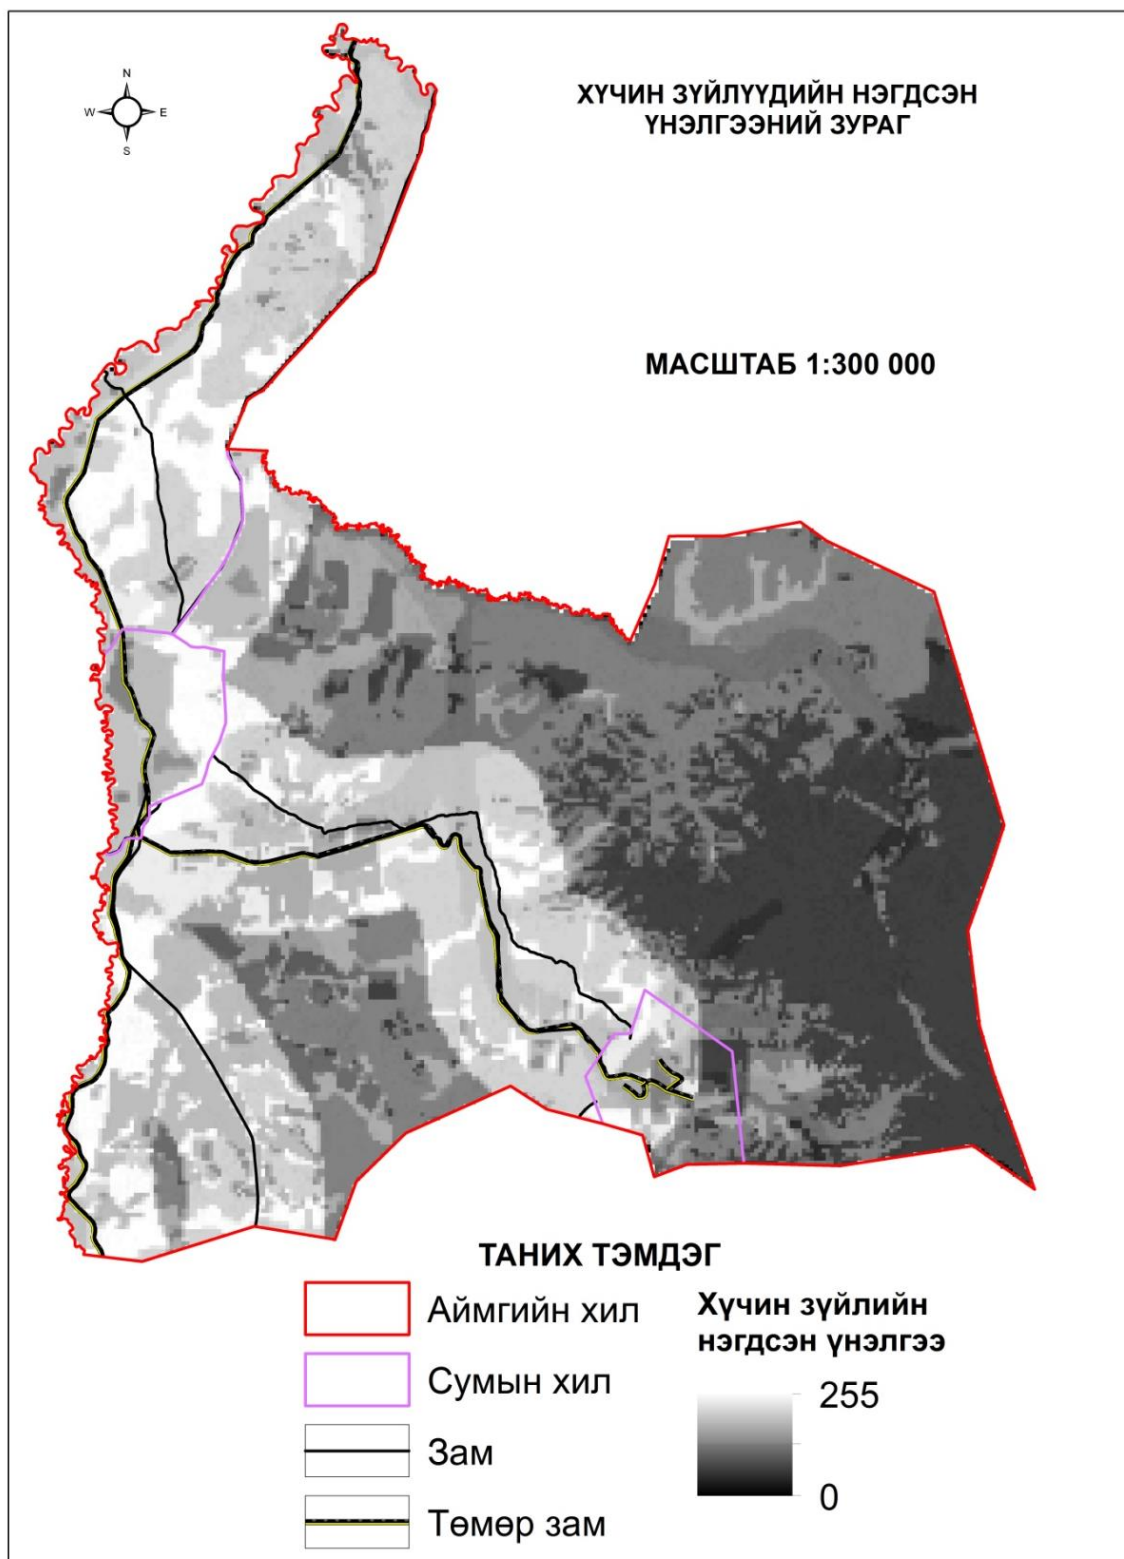 N
W E
S
ХҮЧИН ЗҮЙЛҮҮДИЙН НЭГДСЭН
ҮНЭЛГЭЭНИЙ ЗУРАГ
МАСШТАБ 1:300 000
ТАНИХ ТЭМДЭГ
Аймгийн хил
Сумын хил
Зам
Төмөр зам
Хүчин зүйлийн
нэгдсэн үнэлгээ
255
0